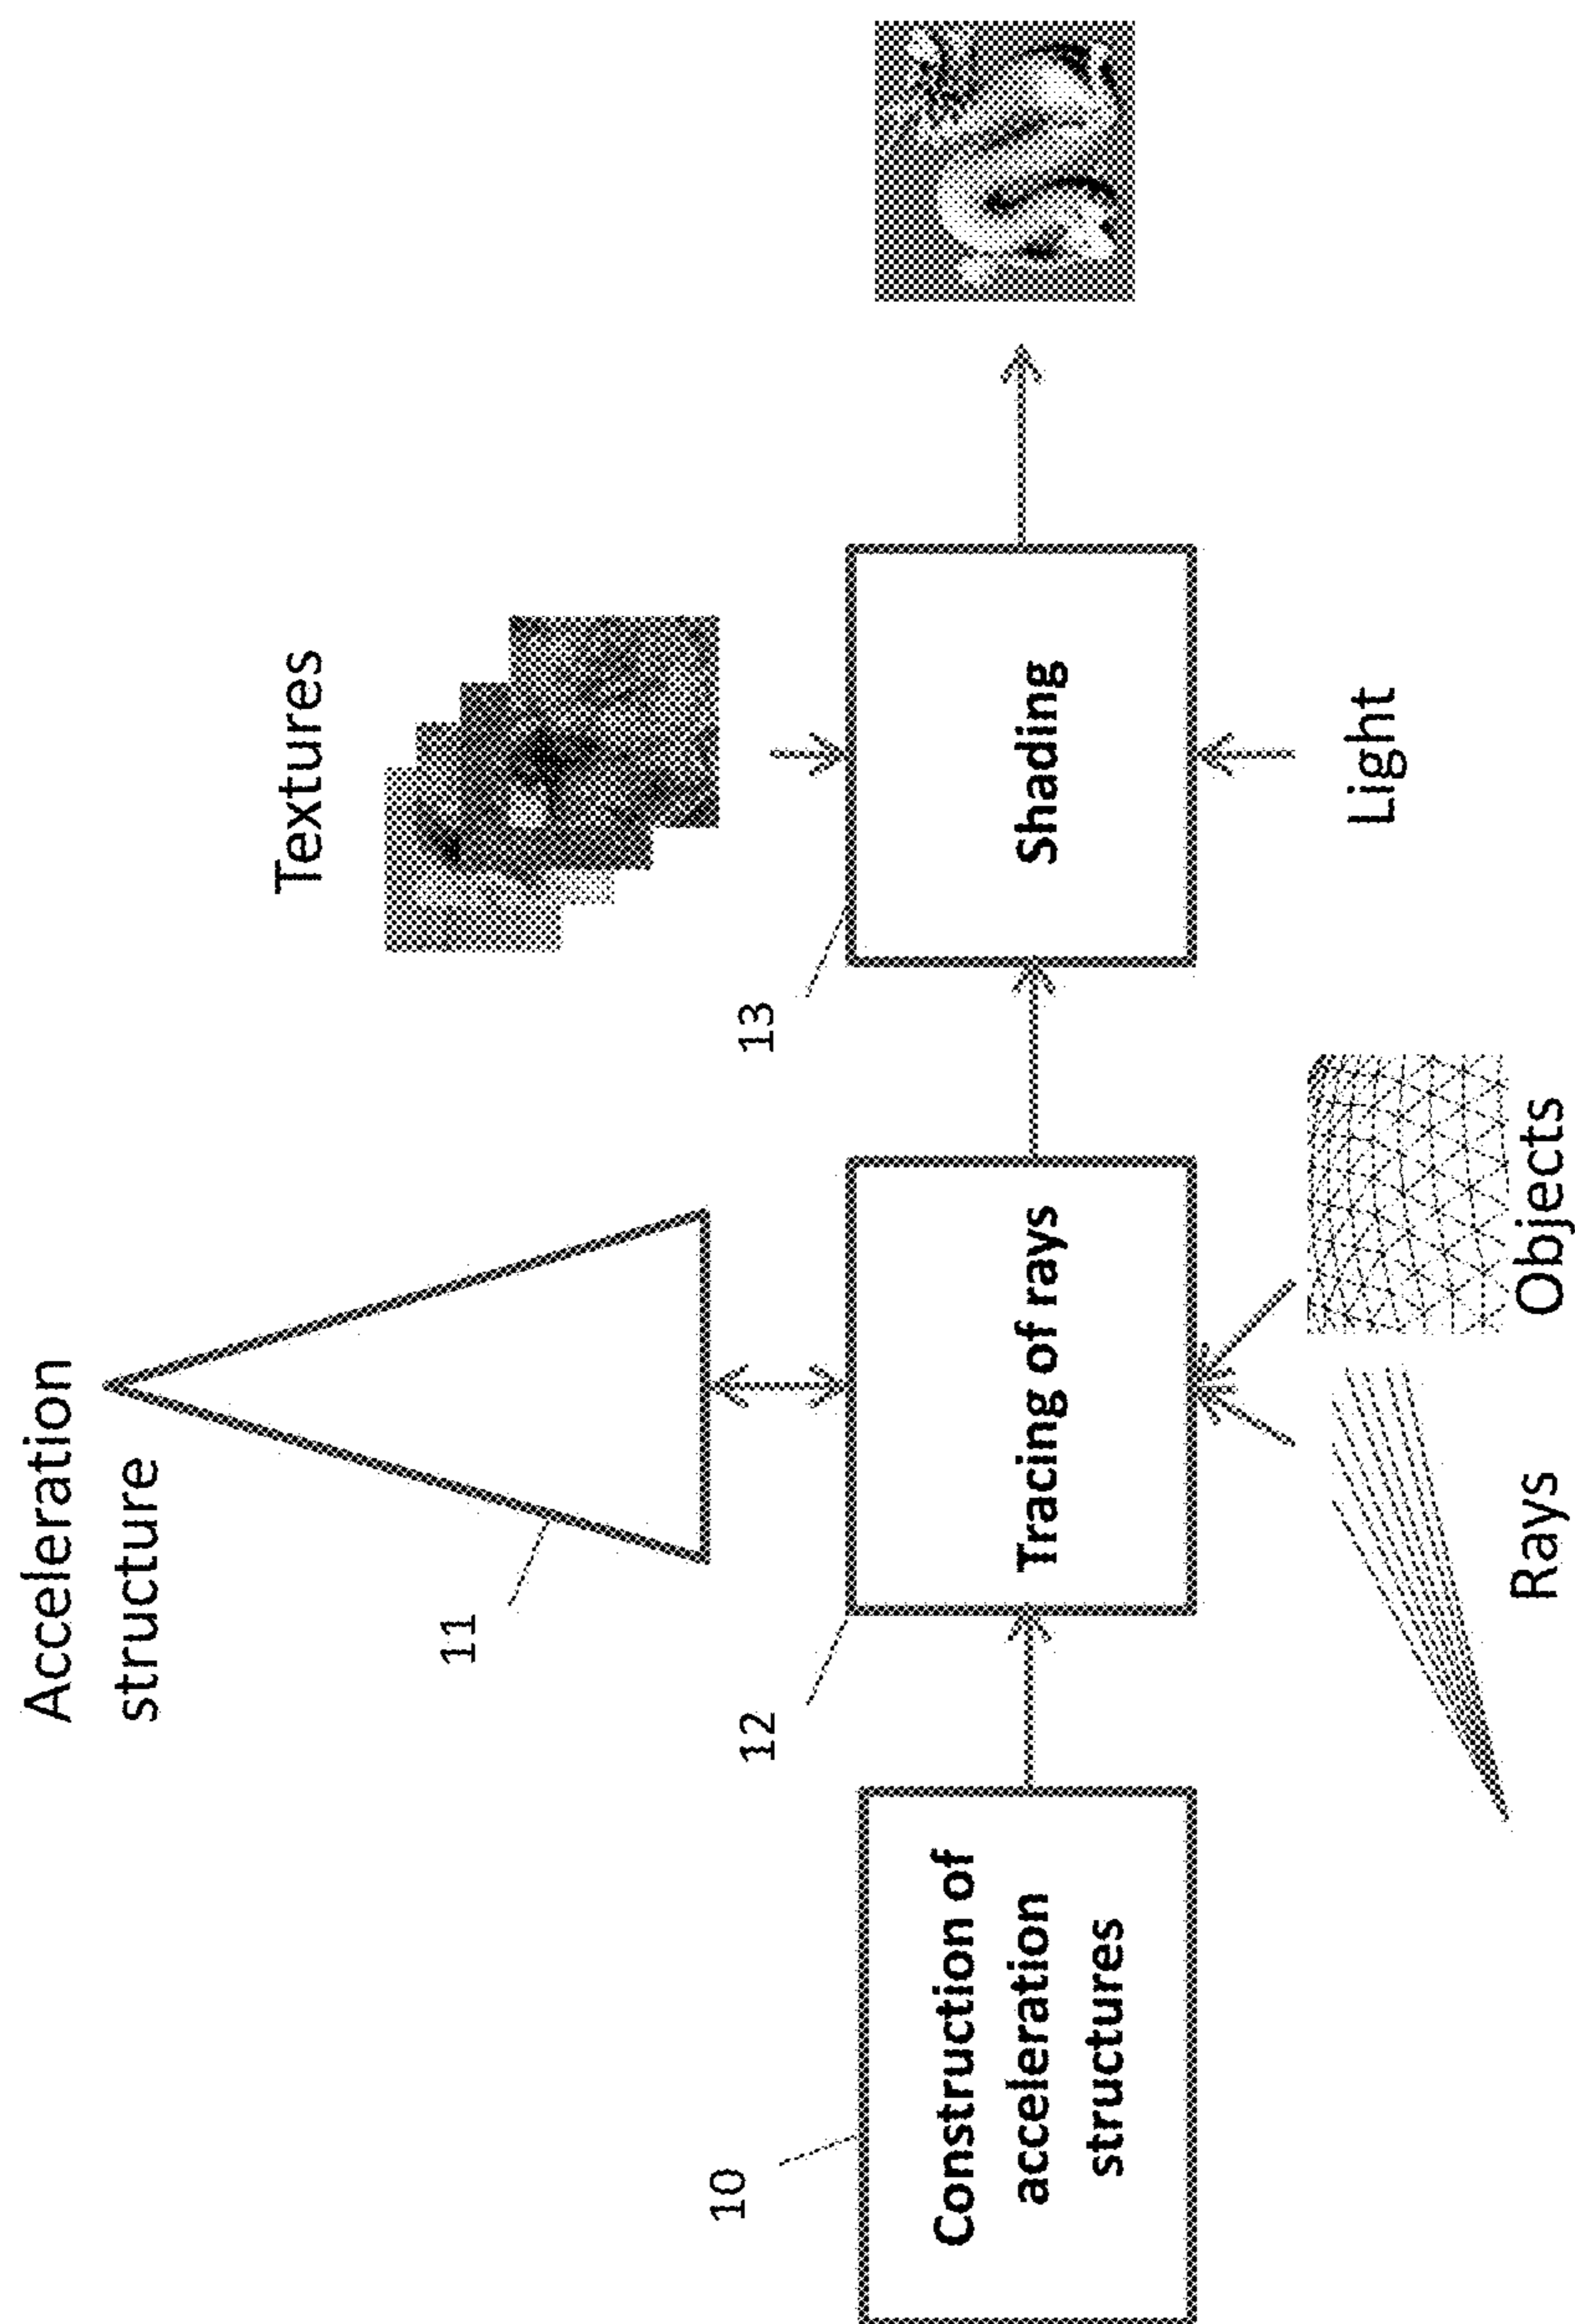 Acceleration
structure
Textures
11
12
13
10
Construction of
acceleration
structures
Tracing of rays
Shading
Rays
Objects
Light